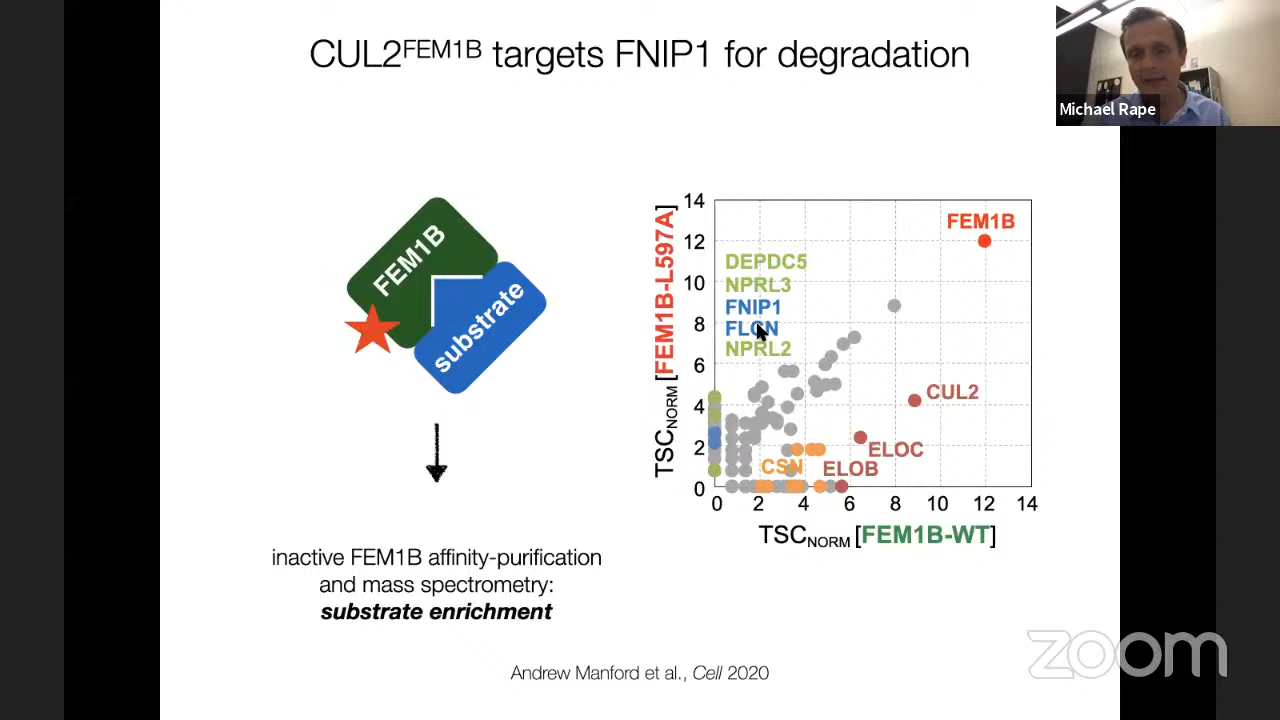 CUL2FEM1B targets FNIP1 for degradation
Michael Rape
FEM1B
substrate
inactive FEM1B affinity-purification
and mass spectrometry:
substrate enrichment
TSCNORM [FEM1B-L597A]
14
12
10
8
6
4
2
0
FEM1B
DEPDC5
NPRL3
FNIP1
FLCN
NPRL2
CUL2
ELOC
CSN
ELOB
0 2 4 6 8 10 12 14
TSCNORM [FEM1B-WT]
Andrew Manford et al., Cell 2020
zoom